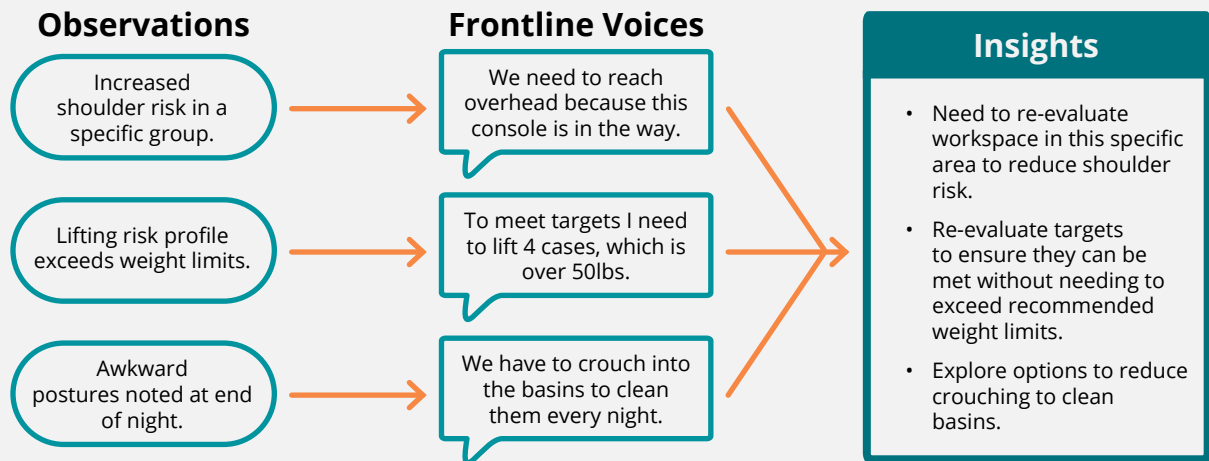 Observations
Increased
shoulder risk in a
specific group.
Lifting risk profile
exceeds weight limits.
Awkward
postures noted at end
of night.
Frontline Voices
We need to reach
overhead because this
console is in the way.
To meet targets I need
to lift 4 cases, which is
over 50lbs.
We have to crouch into
the basins to clean
them every night.
Insights
• Need to re-evaluate
workspace in this specific
area to reduce shoulder
risk.
• Re-evaluate targets
to ensure they can be
met without needing to
exceed recommended
weight limits.
• Explore options to reduce
crouching to clean
basins.